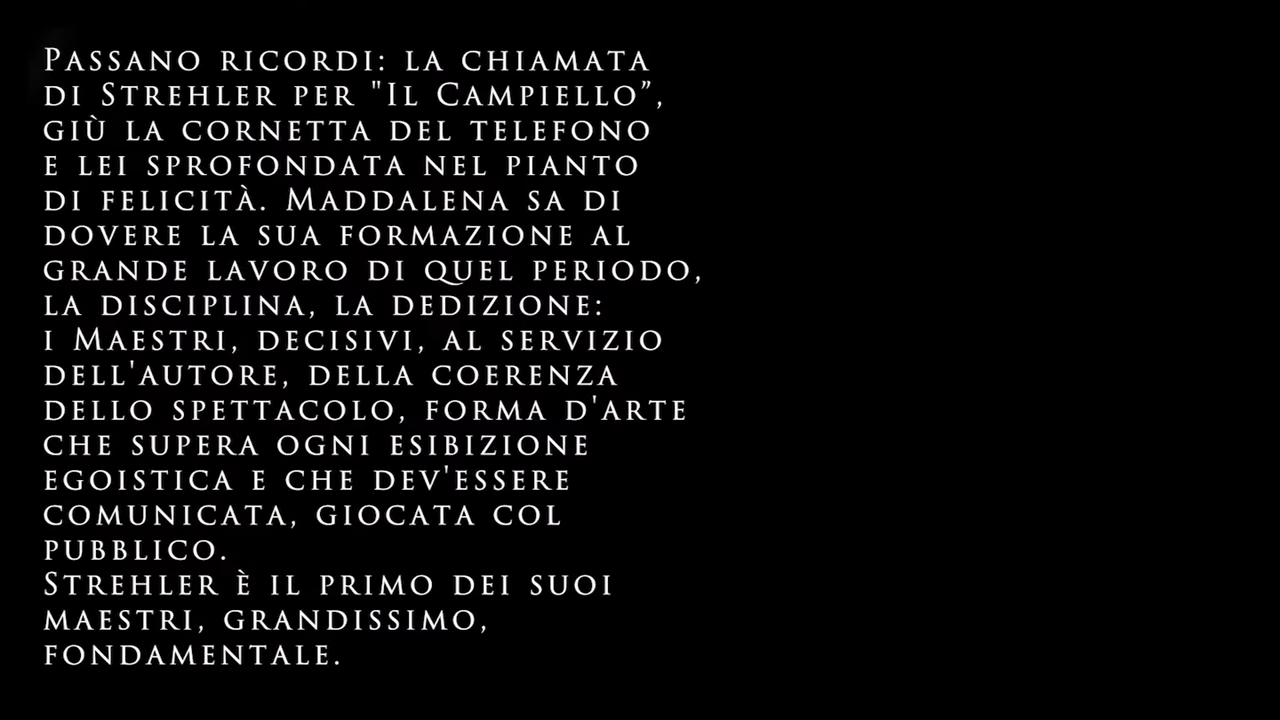 Passano ricordi: la chiamata
di Strehler per "Il Campiello”,
giù la cornetta del telefono
e lei sprofondata nel pianto
di felicità. Maddalena sa di
dovere la sua formazione al
grande lavoro di quel periodo,
la disciplina, la dedizione:
i Maestri, decisivi, al servizio
dell'autore, della coerenza
dello spettacolo, forma d'arte
che supera ogni esibizione
egoistica e che dev'essere
comunicata, giocata col
pubblico.
Strehler è il primo dei suoi
maestri, grandissimo,
fondamentale.